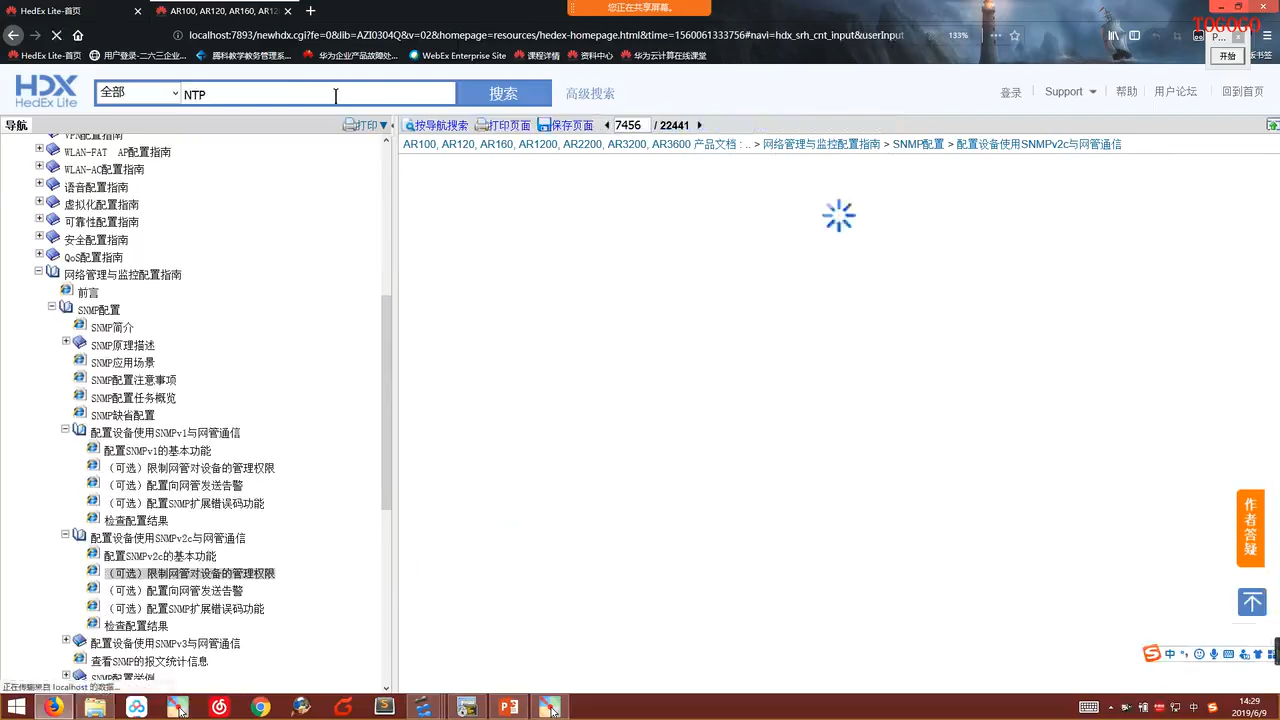 HedEx Lite-首页
AR100, AR120, AR160, AR12
您正在共享屏幕。
TOGOGO
localhost:7893/newhdx.cgi?fe=0&lib=AZI0304Q&v=02&homepage=resources/hedex-homepage.html&time=1560061333756#navi=hdx_srh_cnt_input&userInput
133%
P...
开始
HedEx Lite-首页
用户登录-二六三企业...
腾科教学教务管理系...
华为企业产品故障处...
WebEx Enterprise Site
课程详情
资料中心
华为云计算在线课堂
版书签
HDX
HedEx Lite
全部
NTP
搜索
高级搜索
登录
Support
帮助
用户论坛
回到首页
导航
打印
按导航搜索
打印页面
保存页面
7456
/ 22441
AR100, AR120, AR160, AR1200, AR2200, AR3200, AR3600 产品文档 : .. > 网络管理与监控配置指南 > SNMP配置 > 配置设备使用SNMPv2c与网管通信
VPN配置指南
WLAN-FAT AP配置指南
WLAN-AC配置指南
语音配置指南
虚拟化配置指南
可靠性配置指南
安全配置指南
QoS配置指南
网络管理与监控配置指南
前言
SNMP配置
SNMP简介
SNMP原理描述
SNMP应用场景
SNMP配置注意事项
SNMP配置任务概览
SNMP缺省配置
配置设备使用SNMPv1与网管通信
配置SNMPv1的基本功能
（可选）限制网管对设备的管理权限
（可选）配置向网管发送告警
（可选）配置SNMP扩展错误码功能
检查配置结果
配置设备使用SNMPv2c与网管通信
配置SNMPv2c的基本功能
（可选）限制网管对设备的管理权限
（可选）配置向网管发送告警
（可选）配置SNMP扩展错误码功能
检查配置结果
配置设备使用SNMPv3与网管通信
查看SNMP的报文统计信息
SNMP配置举例
作者答疑
中
正在传输来自 localhost 的数据...
中
14:29
2019/6/9